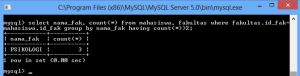 C:\Program Files (x86)\MySQL\MySQL Server 5.0\bin\mysql.exe
mysql> select nama_fak, count(*) from mahasiswa, fakultas where fakultas.id_fak=
mahasiswa.id_fak group by nama_fak having count(*)>2;
+-----------+----------+
| nama_fak | count(*) |
+-----------+----------+
| PSIKOLOGI | 3 |
+-----------+----------+
1 row in set (0.00 sec)
mysql>